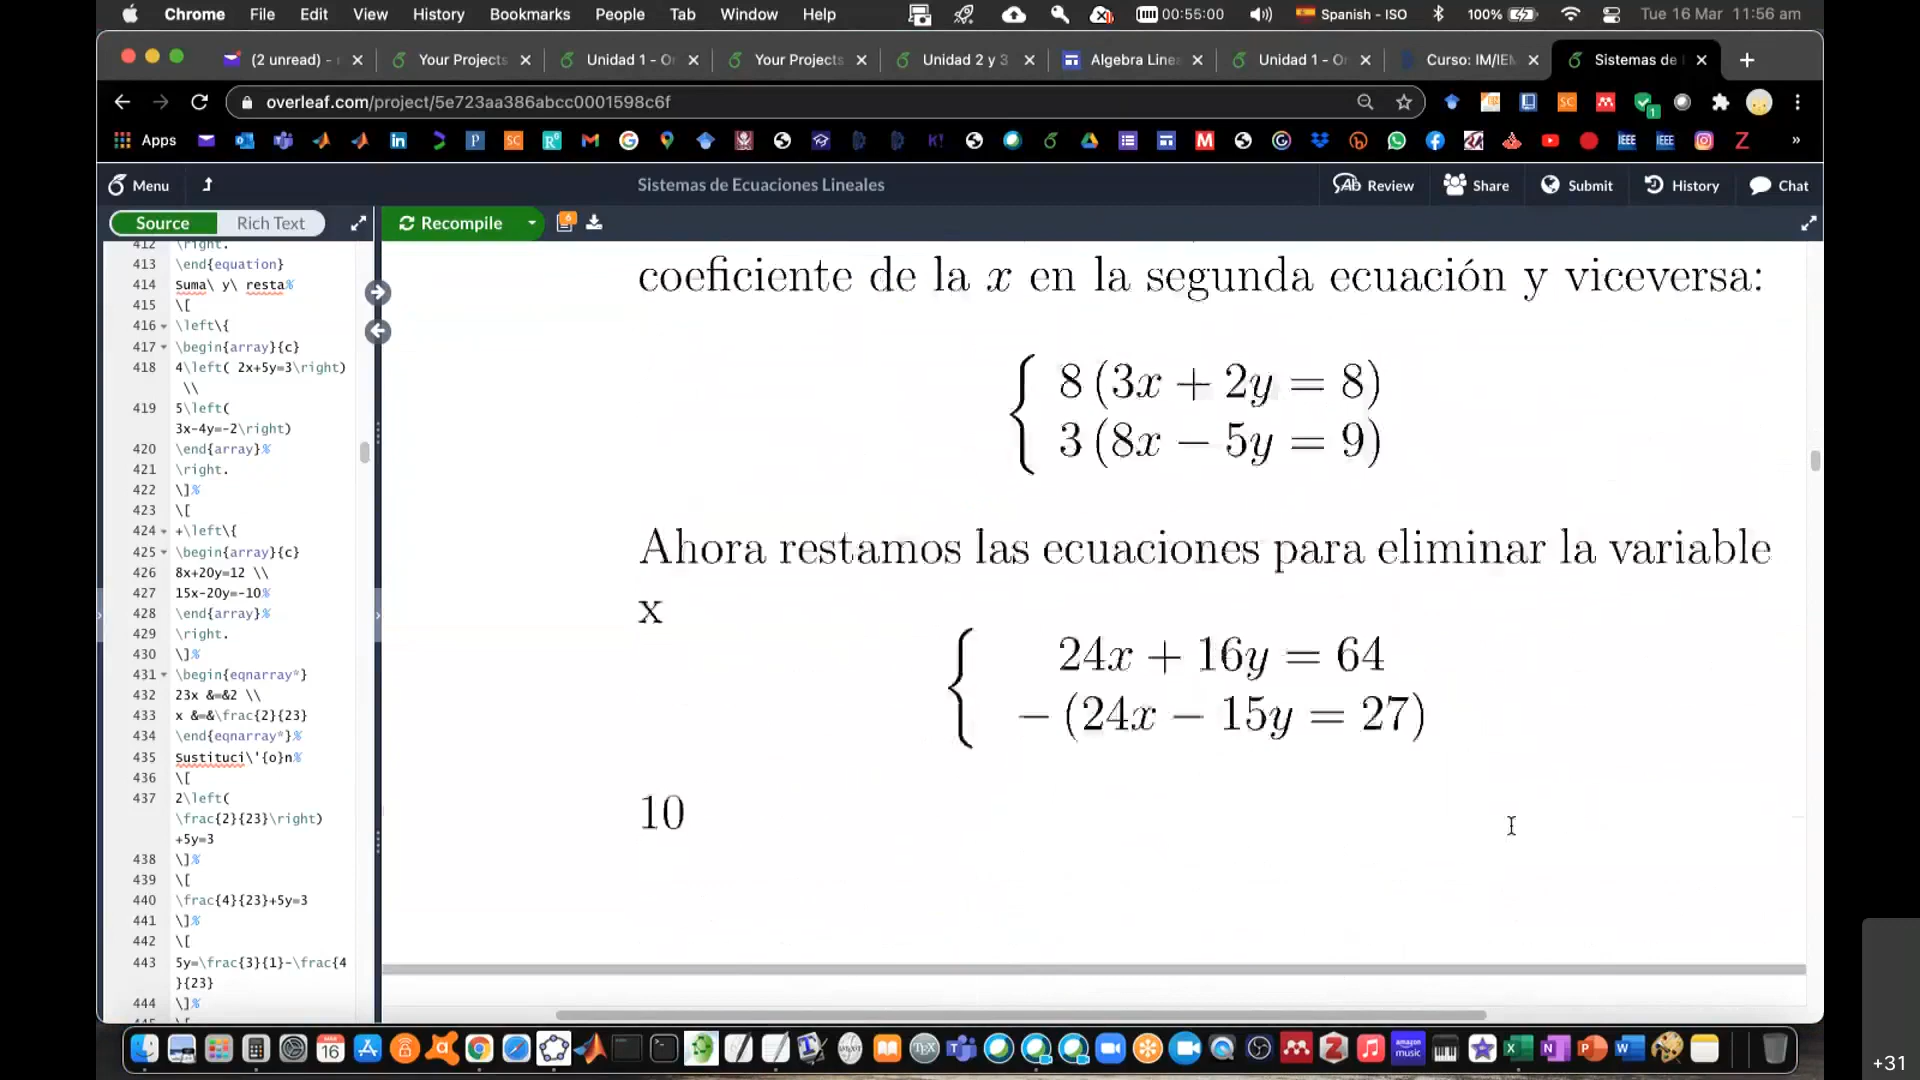 Chrome File Edit View History Bookmarks People Tab Window Help 00:55:00 Spanish - ISO 100% Tue 16 Mar 11:56 am
(2 unread) - Your Projects Unidad 1 - Or Your Projects Unidad 2 y 3 Algebra Linea Unidad 1 - Or Curso: IM/IEM Sistemas de
overleaf.com/project/5e723aa386abcc0001598c6f
Apps
Menu Sistemas de Ecuaciones Lineales Review Share Submit History Chat
Source Rich Text Recompile
412 \right.
413 \end{equation}
414 Suma\ y\ resta%
415 \[
416 \left\{
417 \begin{array}{c}
418 4\left( 2x+5y=3\right)
\\
419 5\left(
3x-4y=-2\right)
420 \end{array}%
421 \right.
422 \]%
423 \[
424 +\left\{
425 \begin{array}{c}
426 8x+20y=12 \\
427 15x-20y=-10%
428 \end{array}%
429 \right.
430 \]%
431 \begin{eqnarray*}
432 23x &=&2 \\
433 x &=&\frac{2}{23}
434 \end{eqnarray*}%
435 Sustituci\'{o}n%
436 \[
437 2\left(
\frac{2}{23}\right)
+5y=3
438 \]%
439 \[
440 \frac{4}{23}+5y=3
441 \]%
442 \[
443 5y=\frac{3}{1}-\frac{4
}{23}
444 \]%
coeficiente de la x en la segunda ecuación y viceversa:
8 (3x + 2y = 8)
3 (8x − 5y = 9)
Ahora restamos las ecuaciones para eliminar la variable
x
24x + 16y = 64
− (24x − 15y = 27)
10
+31